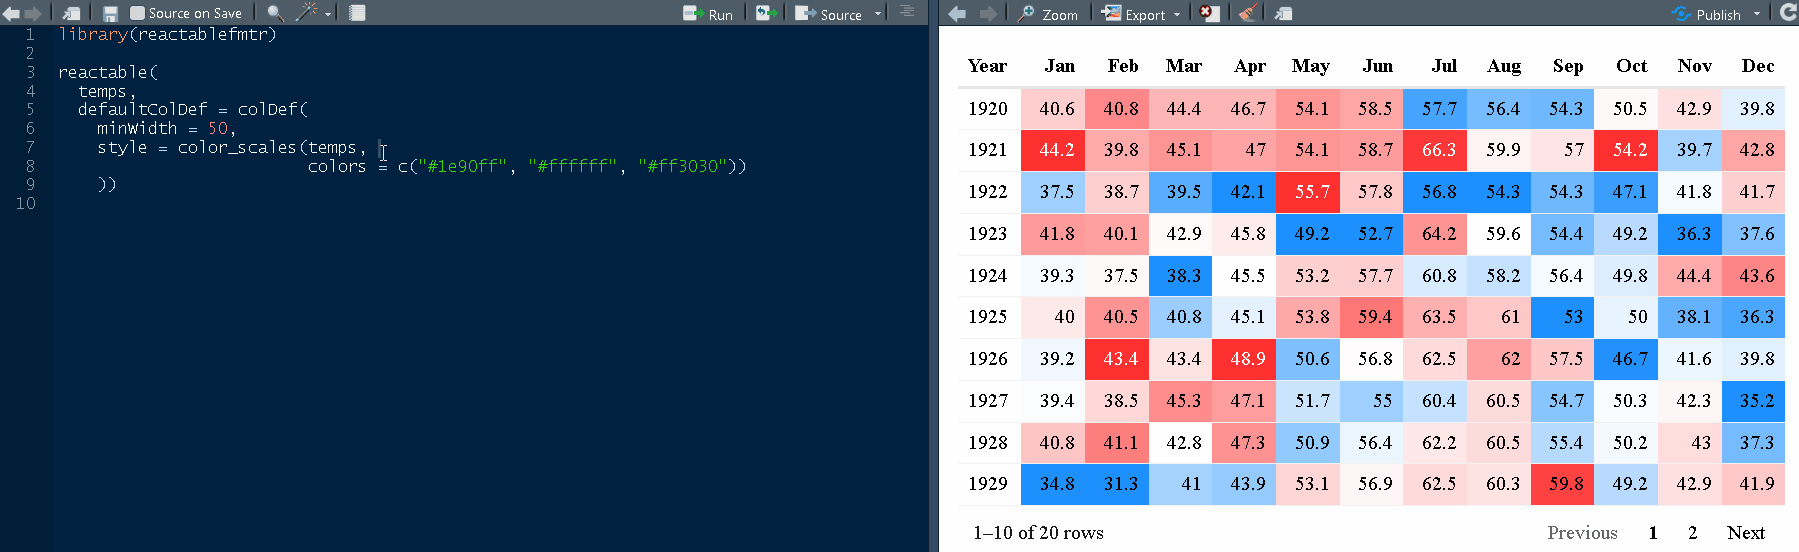 Source on Save Run Source
1 library(reactablefmtr)
2
3 reactable(
4 temps,
5 defaultColDef = colDef(
6 minWidth = 50,
7 style = color_scales(temps,
8 colors = c("#1e90ff", "#ffffff", "#ff3030"))
9 ))
10
Zoom Export Publish
Year Jan Feb Mar Apr May Jun Jul Aug Sep Oct Nov Dec
1920 40.6 40.8 44.4 46.7 54.1 58.5 57.7 56.4 54.3 50.5 42.9 39.8
1921 44.2 39.8 45.1 47 54.1 58.7 66.3 59.9 57 54.2 39.7 42.8
1922 37.5 38.7 39.5 42.1 55.7 57.8 56.8 54.3 54.3 47.1 41.8 41.7
1923 41.8 40.1 42.9 45.8 49.2 52.7 64.2 59.6 54.4 49.2 36.3 37.6
1924 39.3 37.5 38.3 45.5 53.2 57.7 60.8 58.2 56.4 49.8 44.4 43.6
1925 40 40.5 40.8 45.1 53.8 59.4 63.5 61 53 50 38.1 36.3
1926 39.2 43.4 43.4 48.9 50.6 56.8 62.5 62 57.5 46.7 41.6 39.8
1927 39.4 38.5 45.3 47.1 51.7 55 60.4 60.5 54.7 50.3 42.3 35.2
1928 40.8 41.1 42.8 47.3 50.9 56.4 62.2 60.5 55.4 50.2 43 37.3
1929 34.8 31.3 41 43.9 53.1 56.9 62.5 60.3 59.8 49.2 42.9 41.9
1–10 of 20 rows Previous 1 2 Next